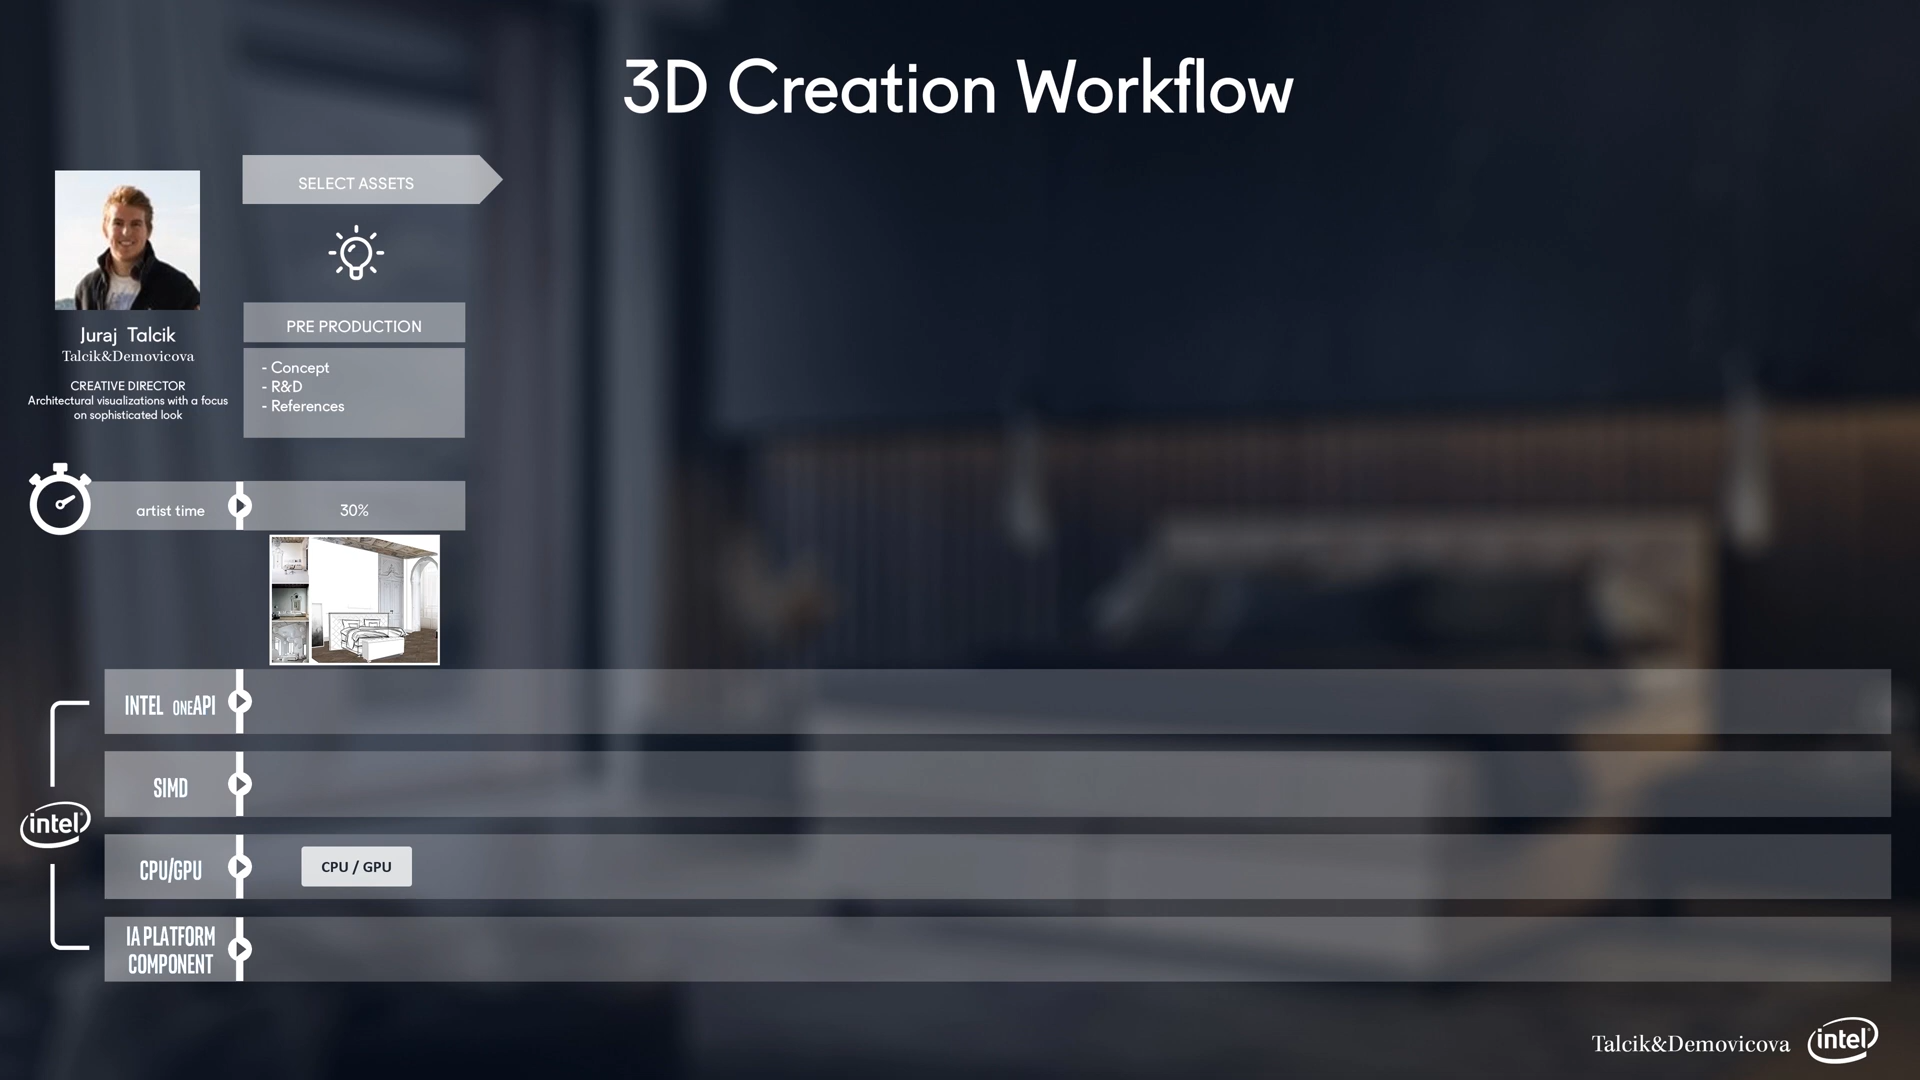 3D Creation Workflow
SELECT ASSETS
PRE PRODUCTION
- Concept
- R&D
- References
Juraj Talcik
Talcik&Demovicova
CREATIVE DIRECTOR
Architectural visualizations with a focus
on sophisticated look
artist time
30%
INTEL ONEAPI
SIMD
intel
CPU/GPU
CPU / GPU
IA PLATFORM
COMPONENT
Talcik&Demovicova
intel